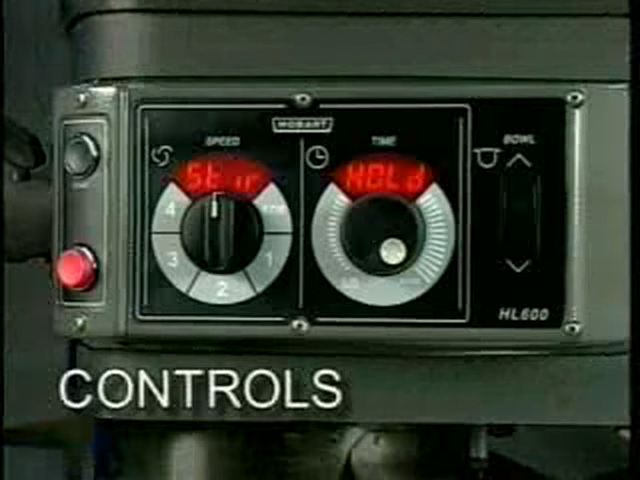 HOBART
SPEED
TIME
BOWL
Stir
HOLd
4
3
2
1
HL600
CONTROLS